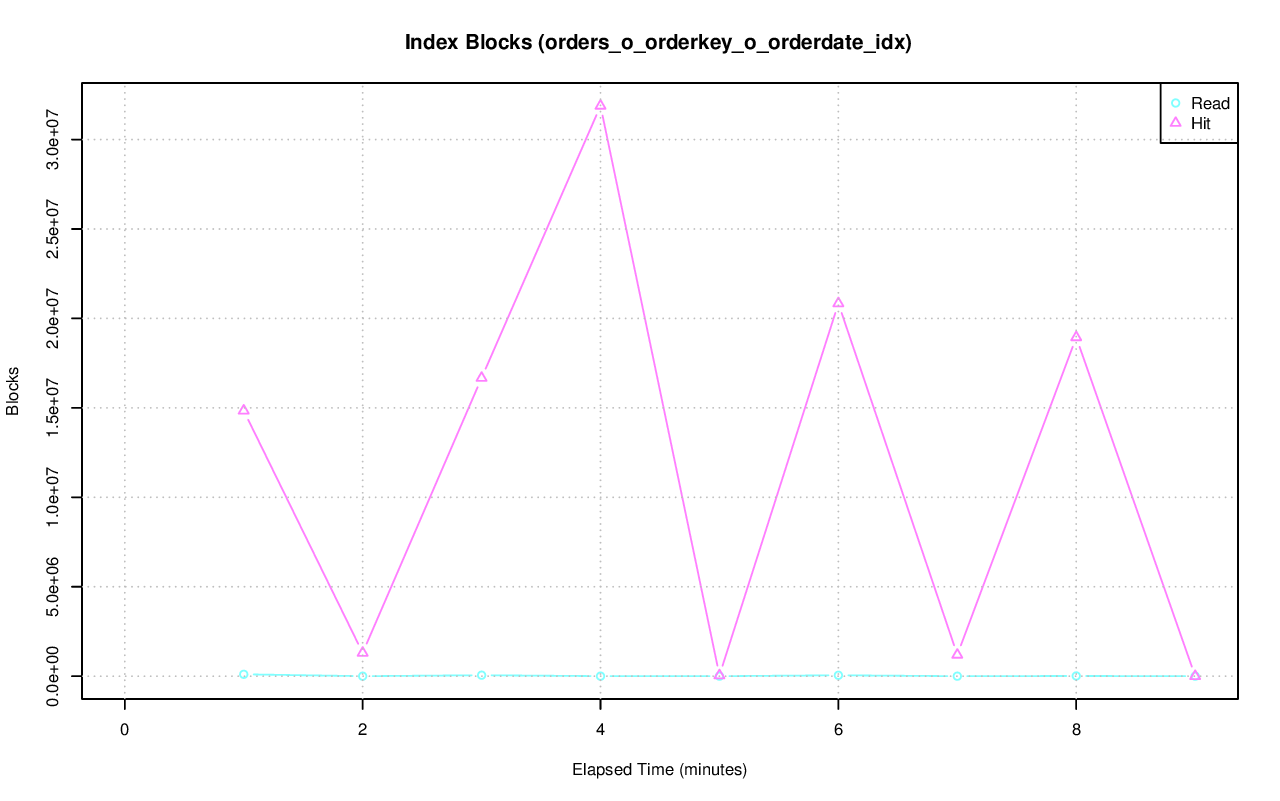 Index Blocks (orders_o_orderkey_o_orderdate_idx)
Read
Hit
Blocks
3.0e+07
2.5e+07
2.0e+07
1.5e+07
1.0e+07
5.0e+06
0.0e+00
0 2 4 6 8
Elapsed Time (minutes)